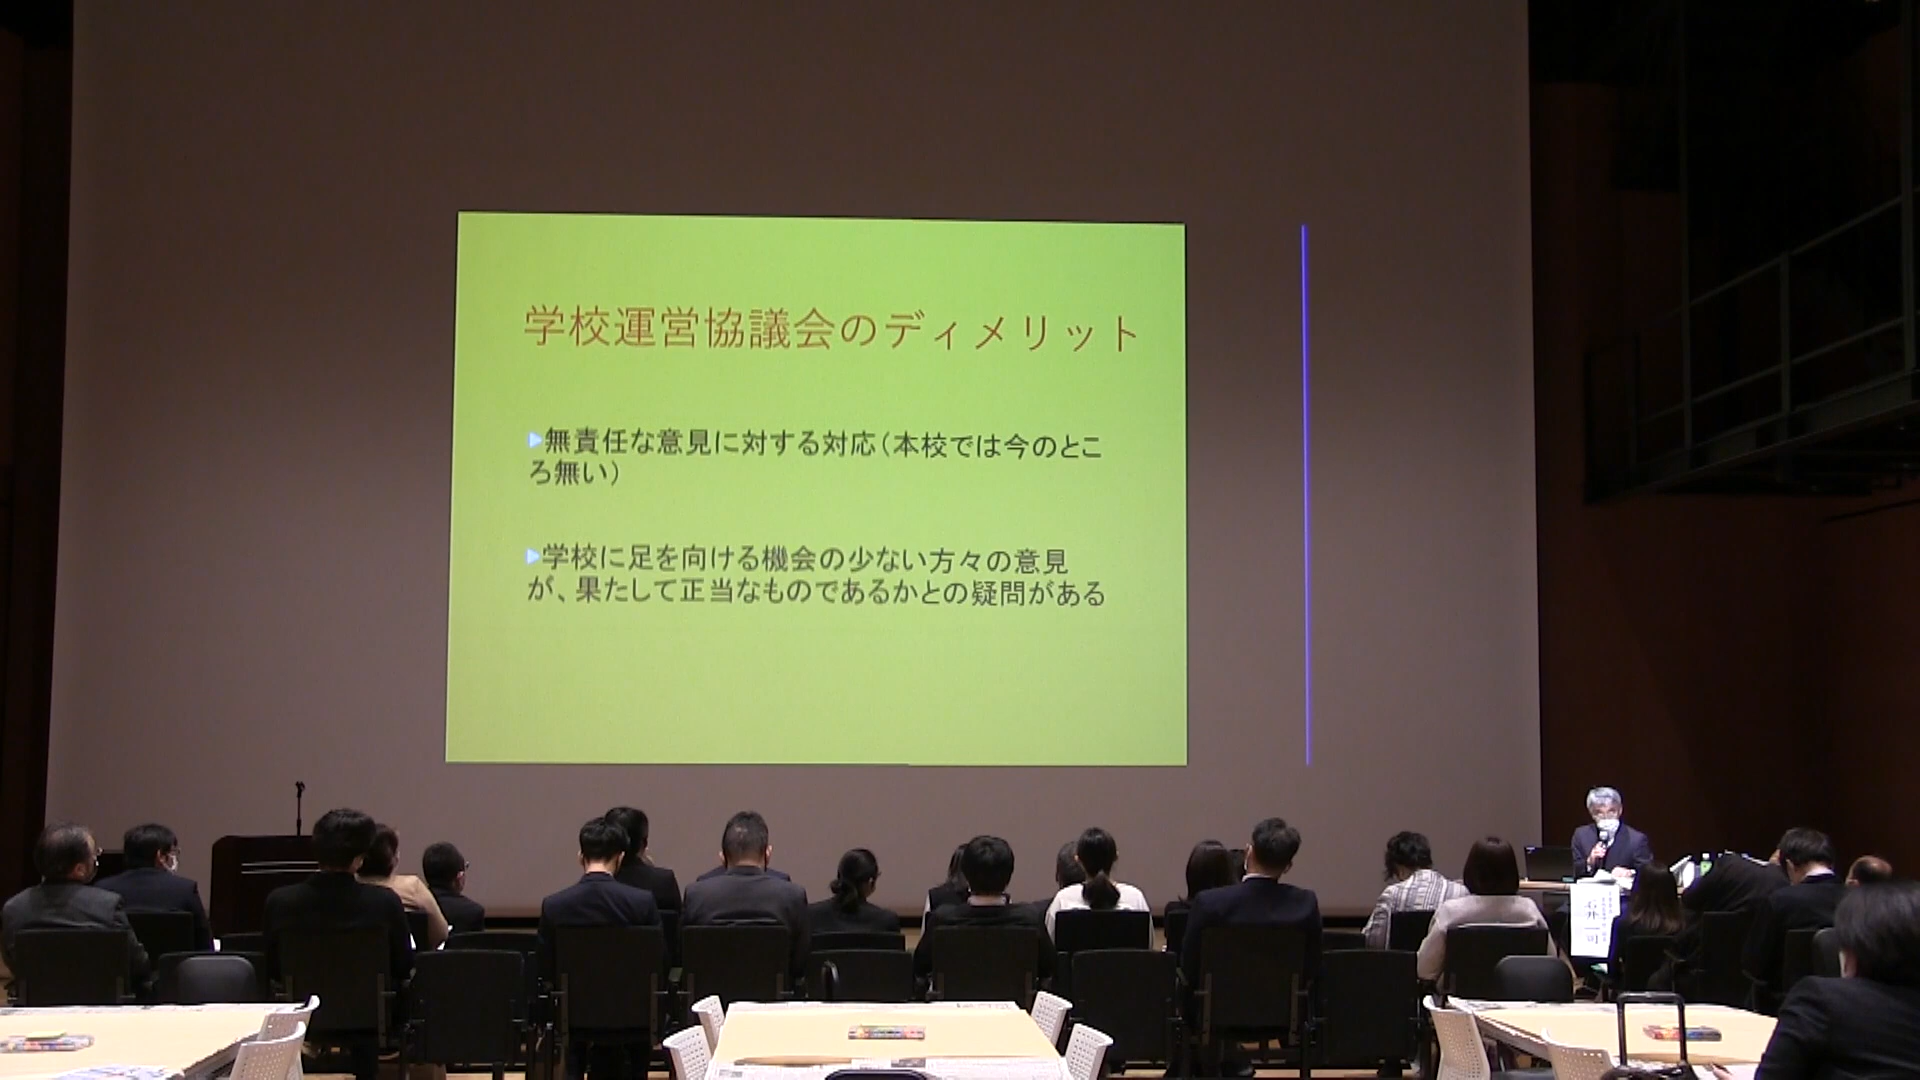 学校運営協議会のディメリット
▶無責任な意見に対する対応(本校では今のとこ
ろ無い)
▶学校に足を向ける機会の少ない方々の意見
が、果たして正当なものであるかとの疑問がある
石井 一司